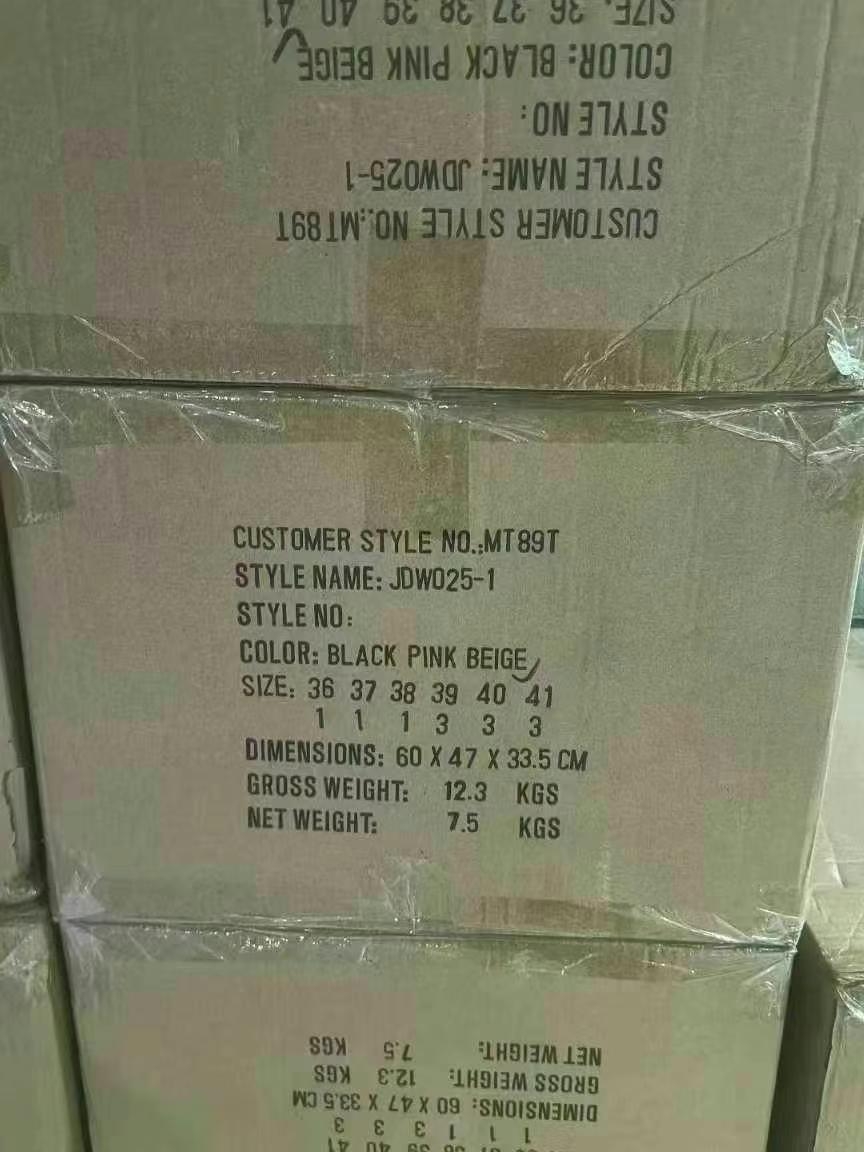 SIZE: 36 37 38 39 40 41
COLOR: BLACK PINK BEIGE
STYLE NO:
STYLE NAME: JDW025-1
CUSTOMER STYLE NO.:MT89T
CUSTOMER STYLE NO.:MT89T
STYLE NAME: JDW025-1
STYLE NO:
COLOR: BLACK PINK BEIGE
SIZE: 36 37 38 39 40 41
1 1 1 3 3 3
DIMENSIONS: 60 X 47 X 33.5 CM
GROSS WEIGHT: 12.3 KGS
NET WEIGHT: 7.5 KGS
NET WEIGHT: 7.5 KGS
GROSS WEIGHT: 12.3 KGS
DIMENSIONS: 60 X 47 X 33.5 CM
1 1 1 3 3 3
38 39 40 41